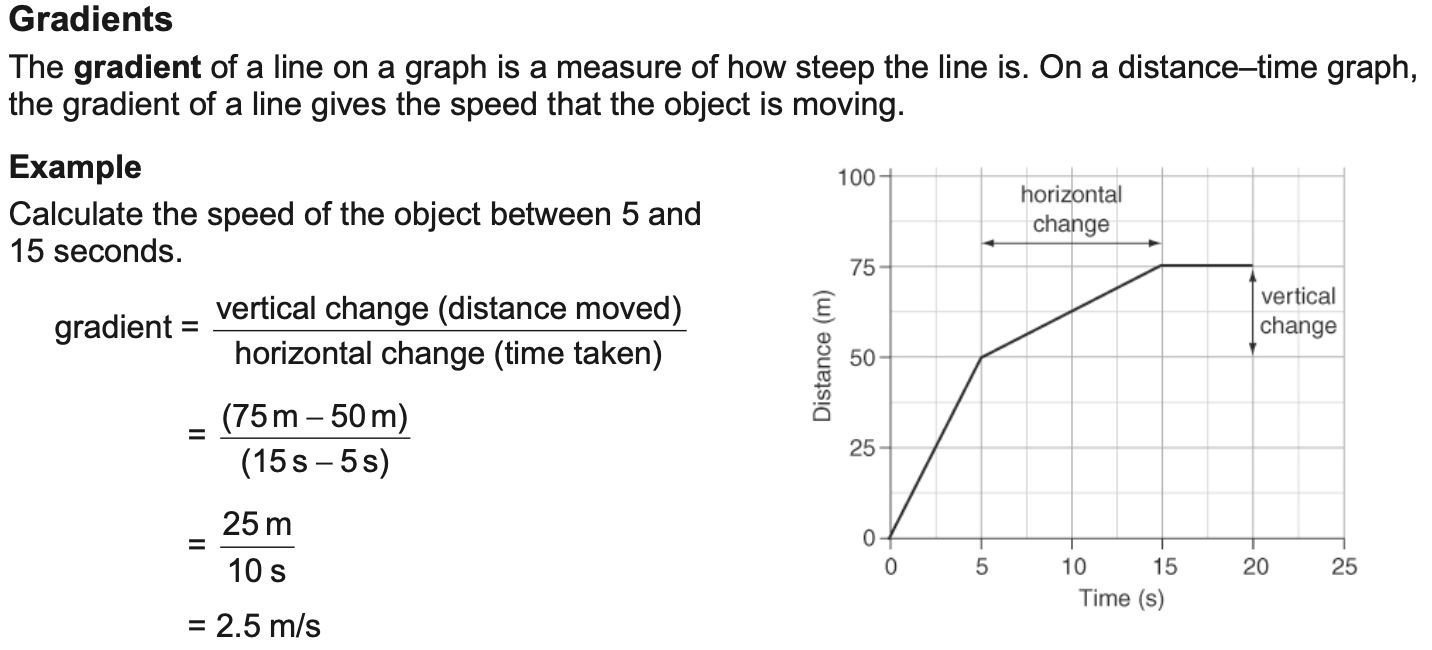 Gradients
The gradient of a line on a graph is a measure of how steep the line is. On a distance–time graph,
the gradient of a line gives the speed that the object is moving.
Example
Calculate the speed of the object between 5 and
15 seconds.
gradient = vertical change (distance moved)
horizontal change (time taken)
= (75 m – 50 m)
(15 s – 5 s)
= 25 m
10 s
= 2.5 m/s
100
horizontal
change
75
vertical
change
Distance (m)
50
25
0
0 5 10 15 20 25
Time (s)